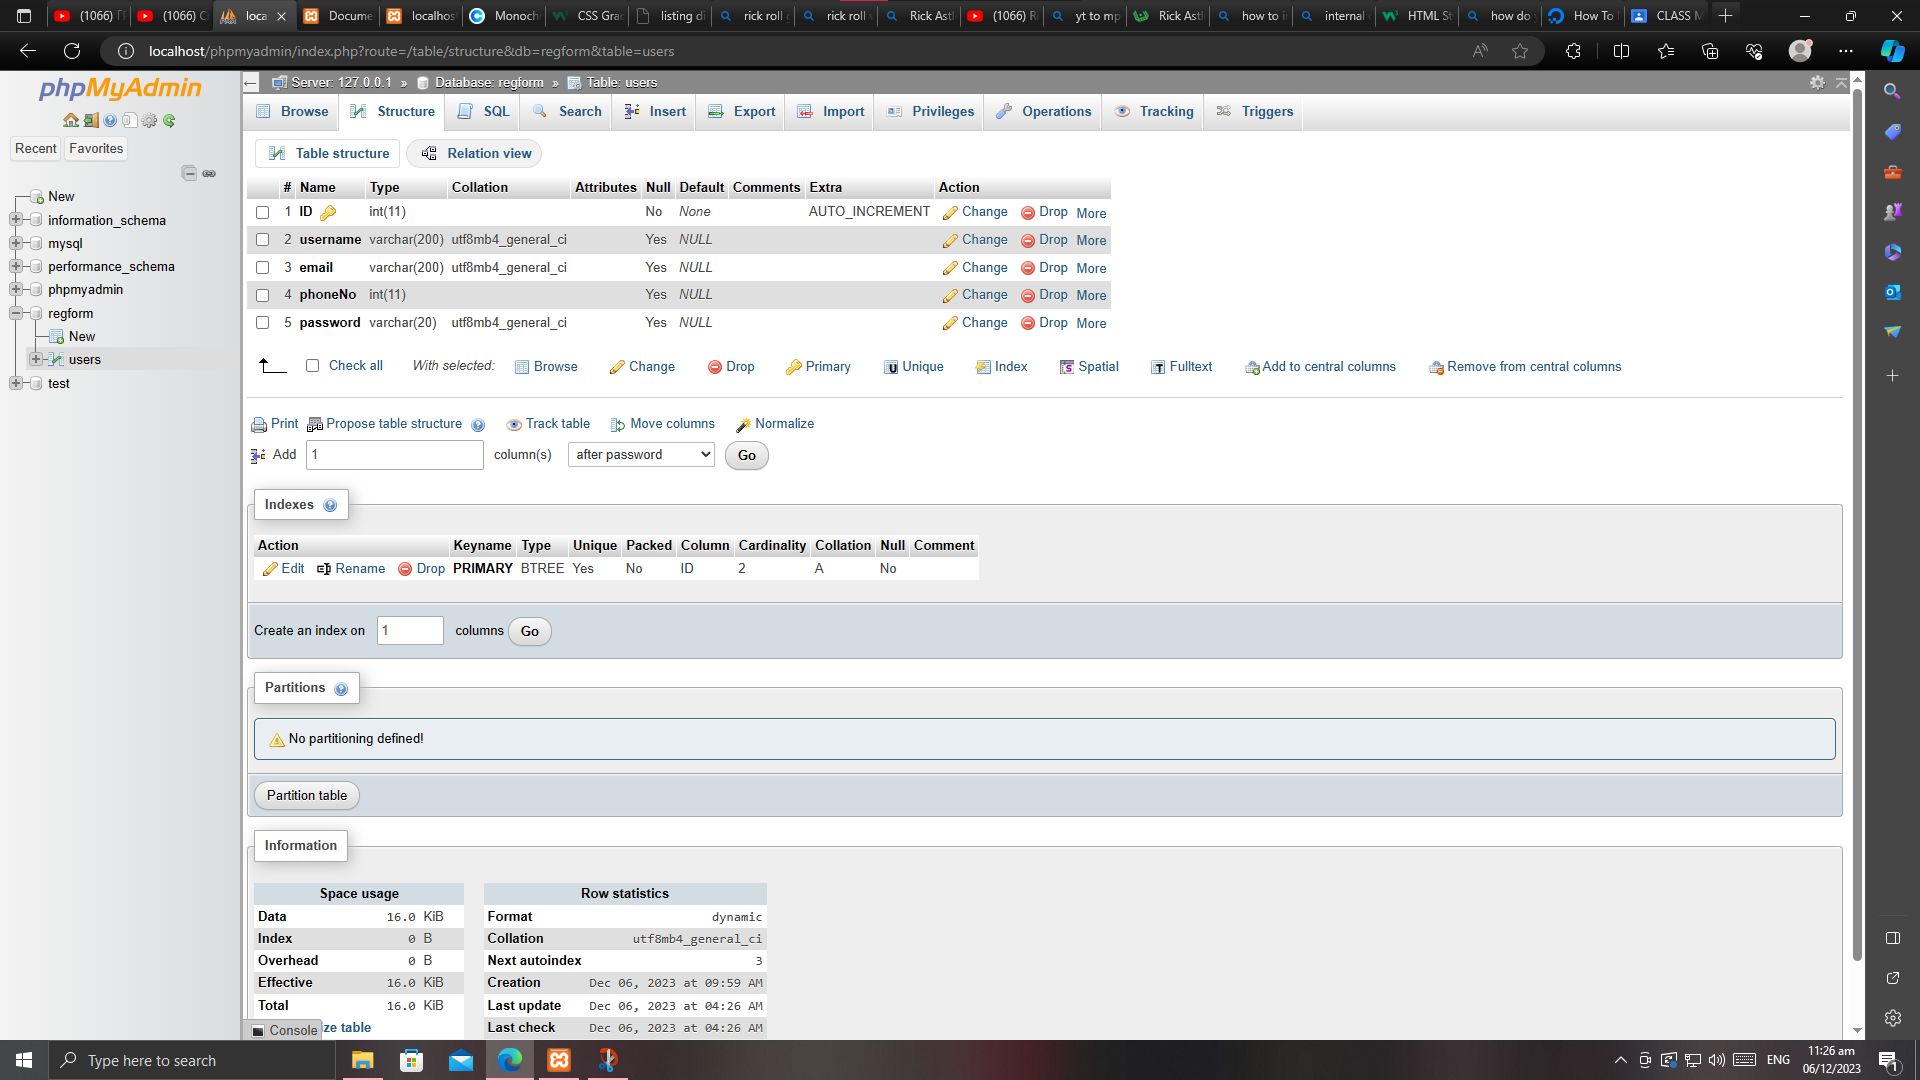 (1066) T
(1066) C
loca
Docume
localhost
Monochr
CSS Grad
listing di
rick roll g
rick roll v
Rick Astl
(1066) R
yt to mp
Rick Astl
how to in
internal
HTML St
how do y
How To
CLASS M
localhost/phpmyadmin/index.php?route=/table/structure&db=regform&table=users
phpMyAdmin
Recent Favorites
New
information_schema
mysql
performance_schema
phpmyadmin
regform
New
users
test
Server: 127.0.0.1 » Database: regform » Table: users
Browse Structure SQL Search Insert Export Import Privileges Operations Tracking Triggers
Table structure Relation view
# Name Type Collation Attributes Null Default Comments Extra Action
1 ID int(11) No None AUTO_INCREMENT Change Drop More
2 username varchar(200) utf8mb4_general_ci Yes NULL Change Drop More
3 email varchar(200) utf8mb4_general_ci Yes NULL Change Drop More
4 phoneNo int(11) Yes NULL Change Drop More
5 password varchar(20) utf8mb4_general_ci Yes NULL Change Drop More
Check all With selected: Browse Change Drop Primary Unique Index Spatial Fulltext Add to central columns Remove from central columns
Print Propose table structure Track table Move columns Normalize
Add 1 column(s) after password Go
Indexes
Action Keyname Type Unique Packed Column Cardinality Collation Null Comment
Edit Rename Drop PRIMARY BTREE Yes No ID 2 A No
Create an index on 1 columns Go
Partitions
No partitioning defined!
Partition table
Information
Space usage
Data 16.0 KiB
Index 0 B
Overhead 0 B
Effective 16.0 KiB
Total 16.0 KiB
ze table
Row statistics
Format dynamic
Collation utf8mb4_general_ci
Next autoindex 3
Creation Dec 06, 2023 at 09:59 AM
Last update Dec 06, 2023 at 04:26 AM
Last check Dec 06, 2023 at 04:26 AM
Console
Type here to search
ENG
11:26 am
06/12/2023
1